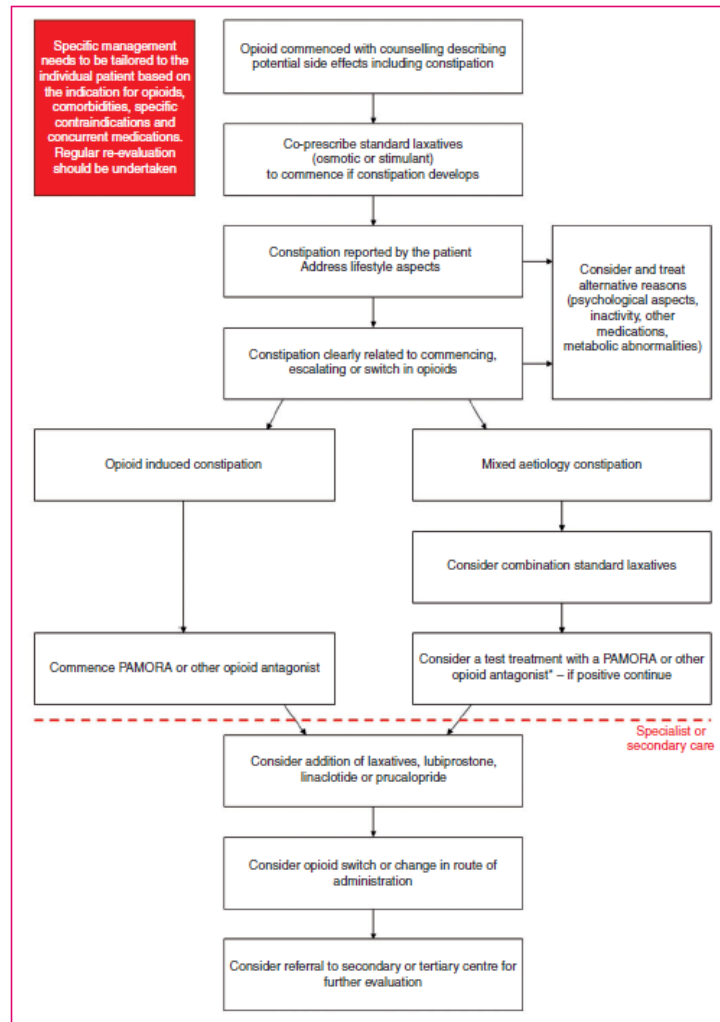 Specific management
needs to be tailored to the
individual patient based on
the indication for opioids,
comorbidities, specific
contraindications and
concurrent medications.
Regular re-evaluation
should be undertaken
Opioid commenced with counselling describing
potential side effects including constipation
Co-prescribe standard laxatives
(osmotic or stimulant)
to commence if constipation develops
Constipation reported by the patient
Address lifestyle aspects
Consider and treat
alternative reasons
(psychological aspects,
inactivity, other
medications,
metabolic abnormalities)
Constipation clearly related to commencing,
escalating or switch in opioids
Opioid induced constipation
Mixed aetiology constipation
Consider combination standard laxatives
Commence PAMORA or other opioid antagonist
Consider a test treatment with a PAMORA or other
opioid antagonist* – if positive continue
Specialist or
secondary care
Consider addition of laxatives, lubiprostone,
linaclotide or prucalopride
Consider opioid switch or change in route of
administration
Consider referral to secondary or tertiary centre for
further evaluation